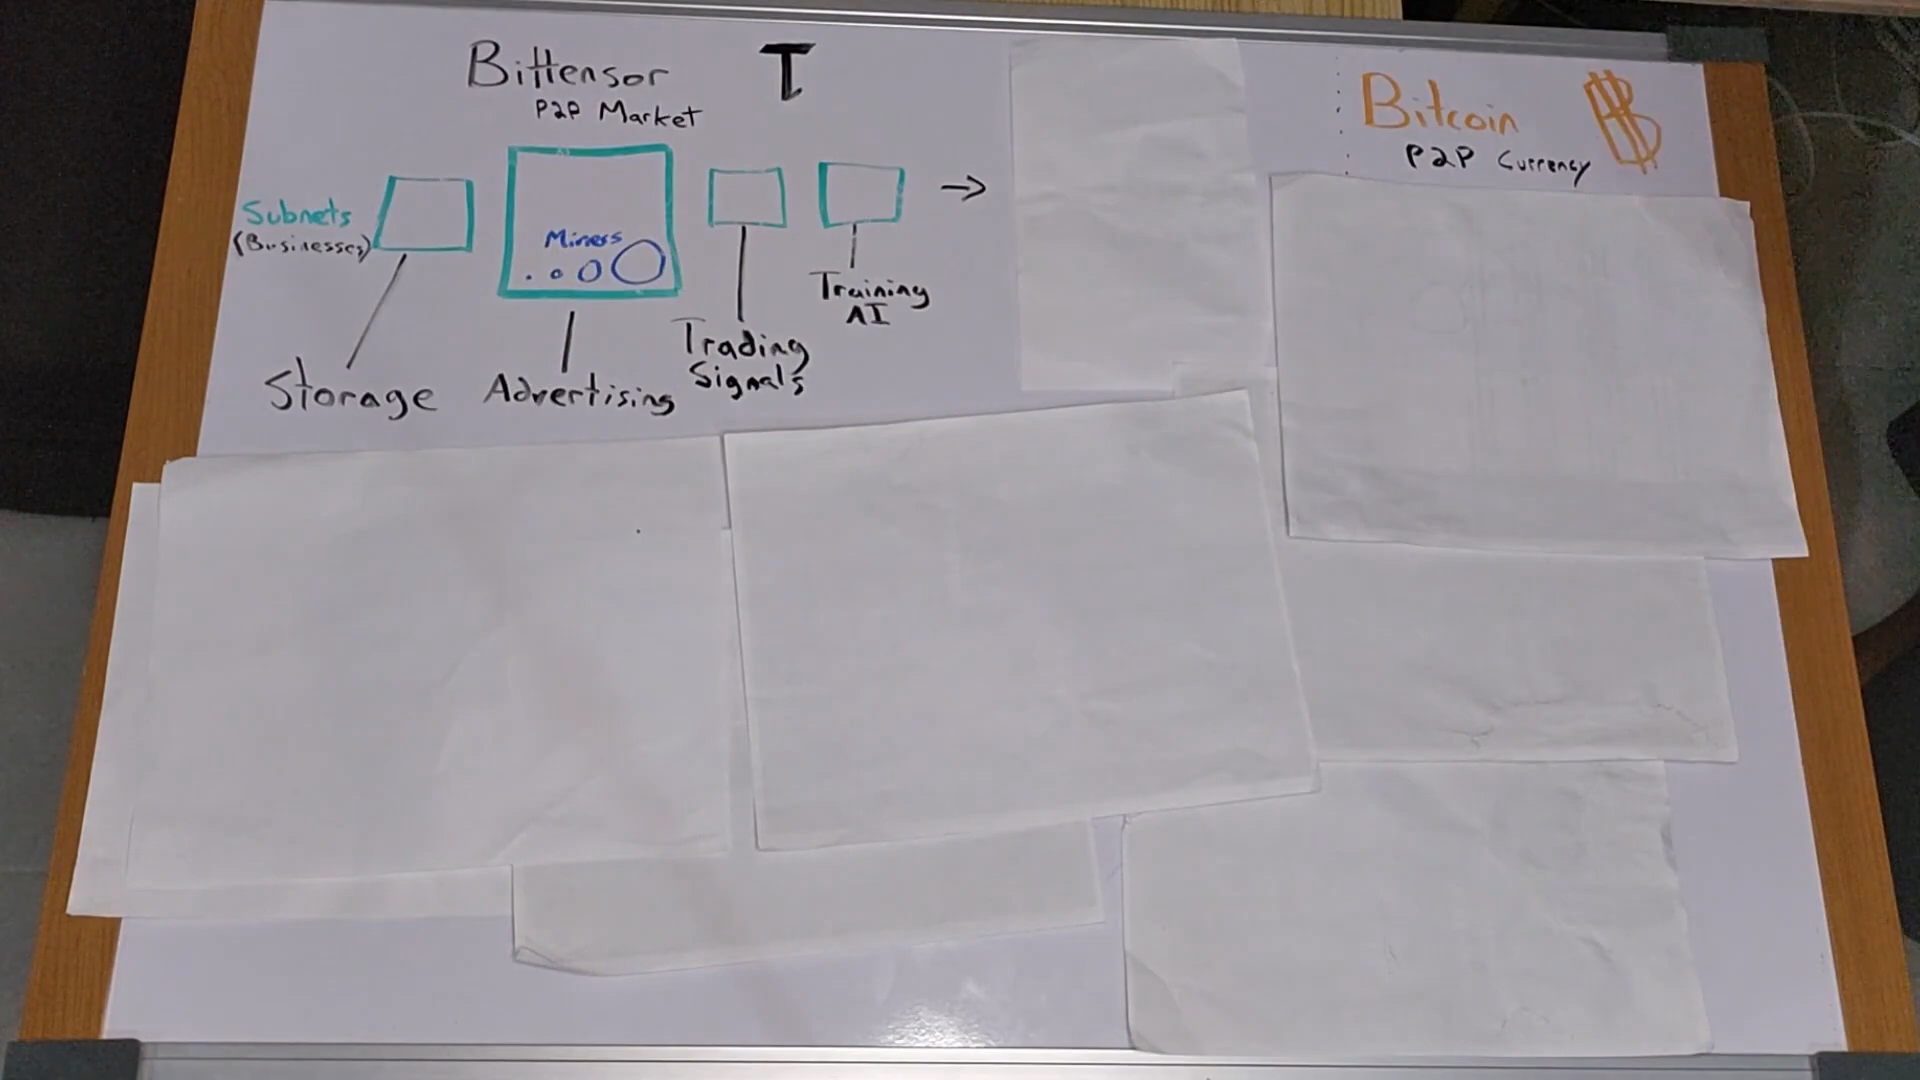 Bittensor τ
P2P Market
Subnets
(Businesses)
Miners
Storage
Advertising
Trading
Signals
Training
AI
→
Bitcoin ₿
P2P Currency